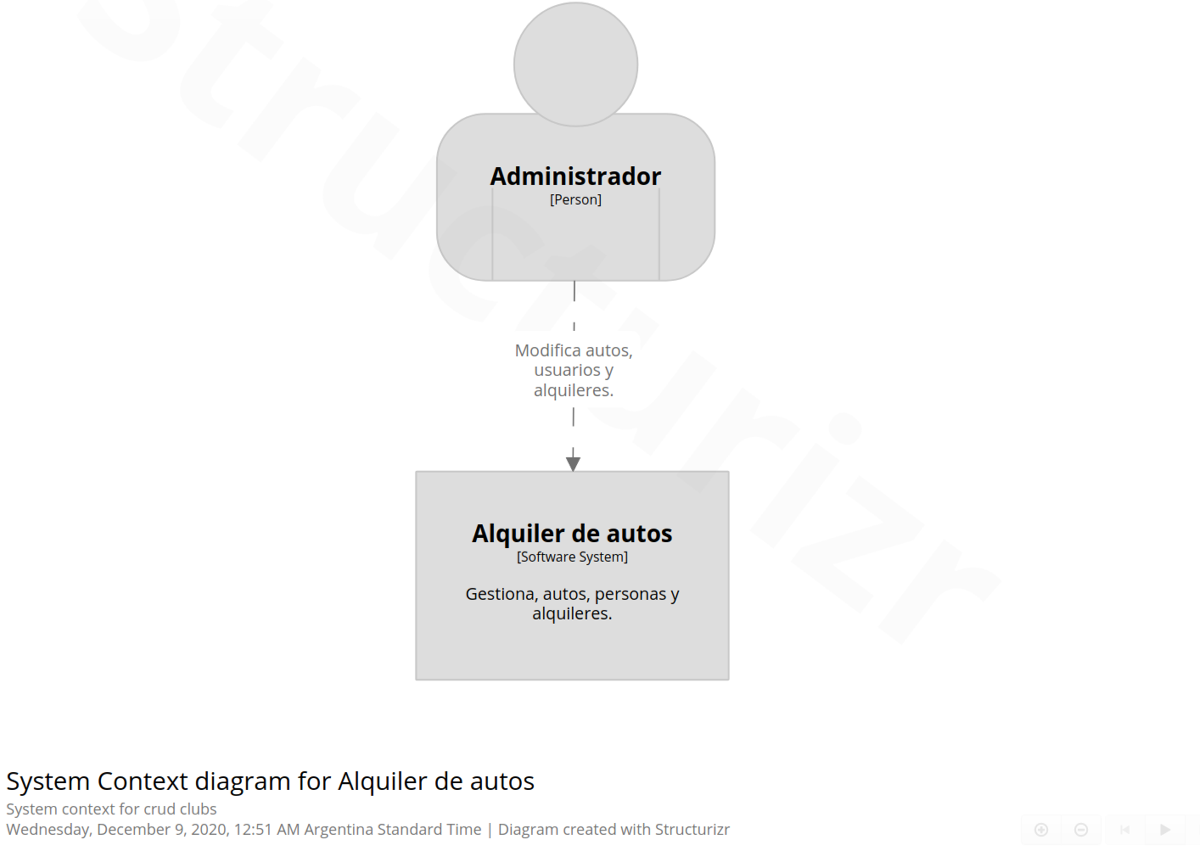 Administrador
[Person]
Modifica autos,
usuarios y
alquileres.
Alquiler de autos
[Software System]
Gestiona, autos, personas y
alquileres.
Structurizr
System Context diagram for Alquiler de autos
System context for crud clubs
Wednesday, December 9, 2020, 12:51 AM Argentina Standard Time | Diagram created with Structurizr